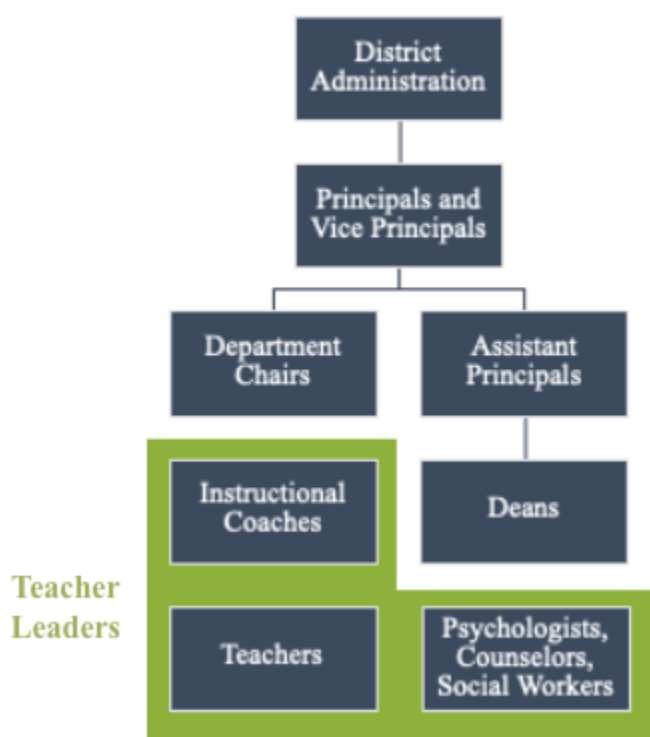 District
Administration
Principals and
Vice Principals
Department
Chairs
Assistant
Principals
Instructional
Coaches
Deans
Teacher
Leaders
Teachers
Psychologists,
Counselors,
Social Workers